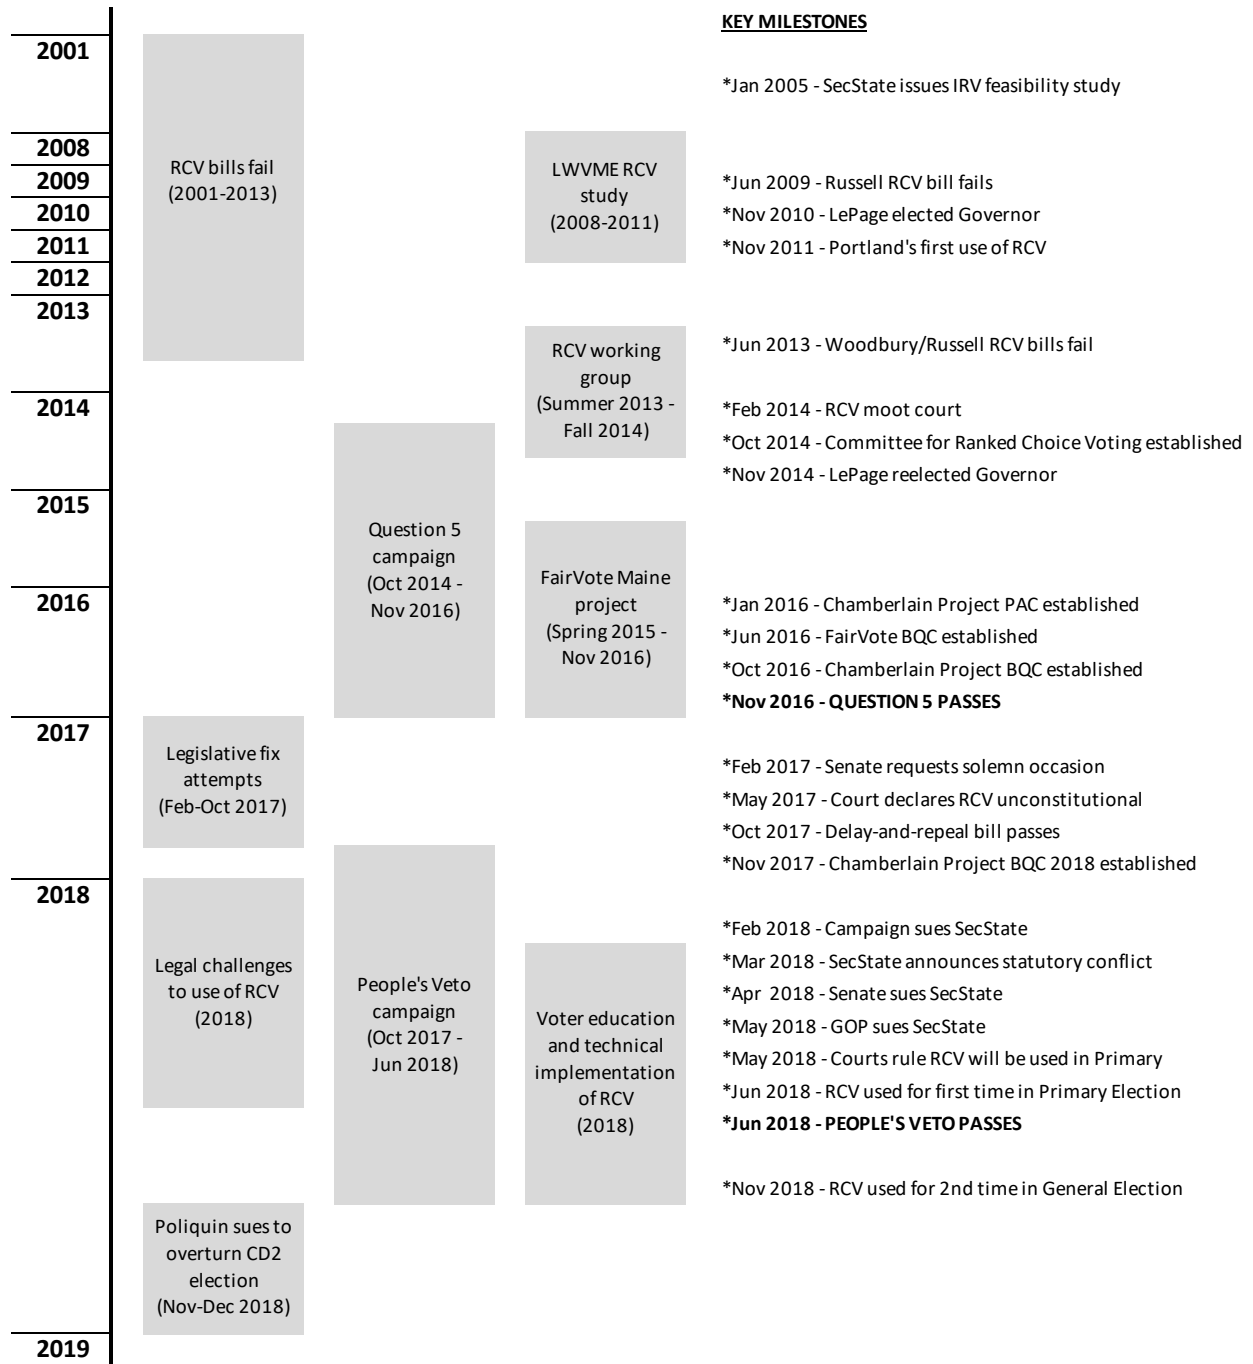 KEY MILESTONES
2001
*Jan 2005 - SecState issues IRV feasibility study
2008
2009
2010
2011
2012
2013
RCV bills fail
(2001-2013)
LWVME RCV
study
(2008-2011)
*Jun 2009 - Russell RCV bill fails
*Nov 2010 - LePage elected Governor
*Nov 2011 - Portland's first use of RCV
RCV working
group
(Summer 2013 -
Fall 2014)
*Jun 2013 - Woodbury/Russell RCV bills fail
2014
*Feb 2014 - RCV moot court
*Oct 2014 - Committee for Ranked Choice Voting established
*Nov 2014 - LePage reelected Governor
2015
Question 5
campaign
(Oct 2014 -
Nov 2016)
FairVote Maine
project
(Spring 2015 -
Nov 2016)
2016
*Jan 2016 - Chamberlain Project PAC established
*Jun 2016 - FairVote BQC established
*Oct 2016 - Chamberlain Project BQC established
*Nov 2016 - QUESTION 5 PASSES
2017
Legislative fix
attempts
(Feb-Oct 2017)
*Feb 2017 - Senate requests solemn occasion
*May 2017 - Court declares RCV unconstitutional
*Oct 2017 - Delay-and-repeal bill passes
*Nov 2017 - Chamberlain Project BQC 2018 established
2018
Legal challenges
to use of RCV
(2018)
People's Veto
campaign
(Oct 2017 -
Jun 2018)
Voter education
and technical
implementation
of RCV
(2018)
*Feb 2018 - Campaign sues SecState
*Mar 2018 - SecState announces statutory conflict
*Apr 2018 - Senate sues SecState
*May 2018 - GOP sues SecState
*May 2018 - Courts rule RCV will be used in Primary
*Jun 2018 - RCV used for first time in Primary Election
*Jun 2018 - PEOPLE'S VETO PASSES
*Nov 2018 - RCV used for 2nd time in General Election
Poliquin sues to
overturn CD2
election
(Nov-Dec 2018)
2019